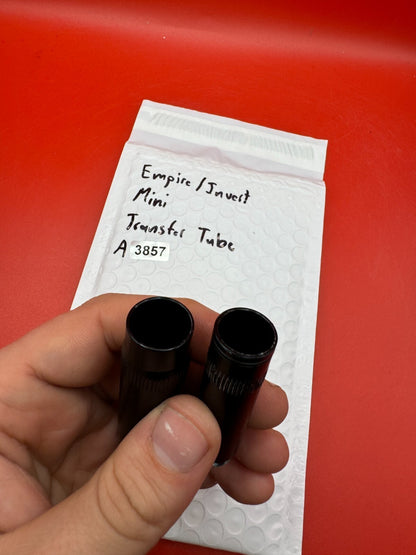 Empire/Invert
Mini
Transfer Tube
A 3857